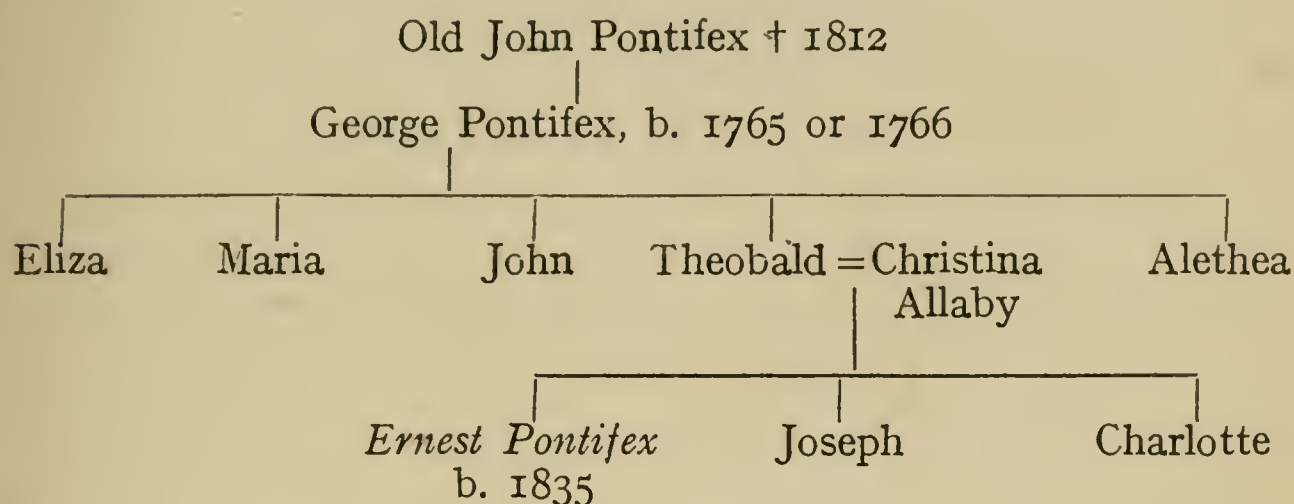 Old John Pontifex † 1812
George Pontifex, b. 1765 or 1766
Eliza Maria John Theobald = Christina Alethea
Allaby
Ernest Pontifex Joseph Charlotte
b. 1835